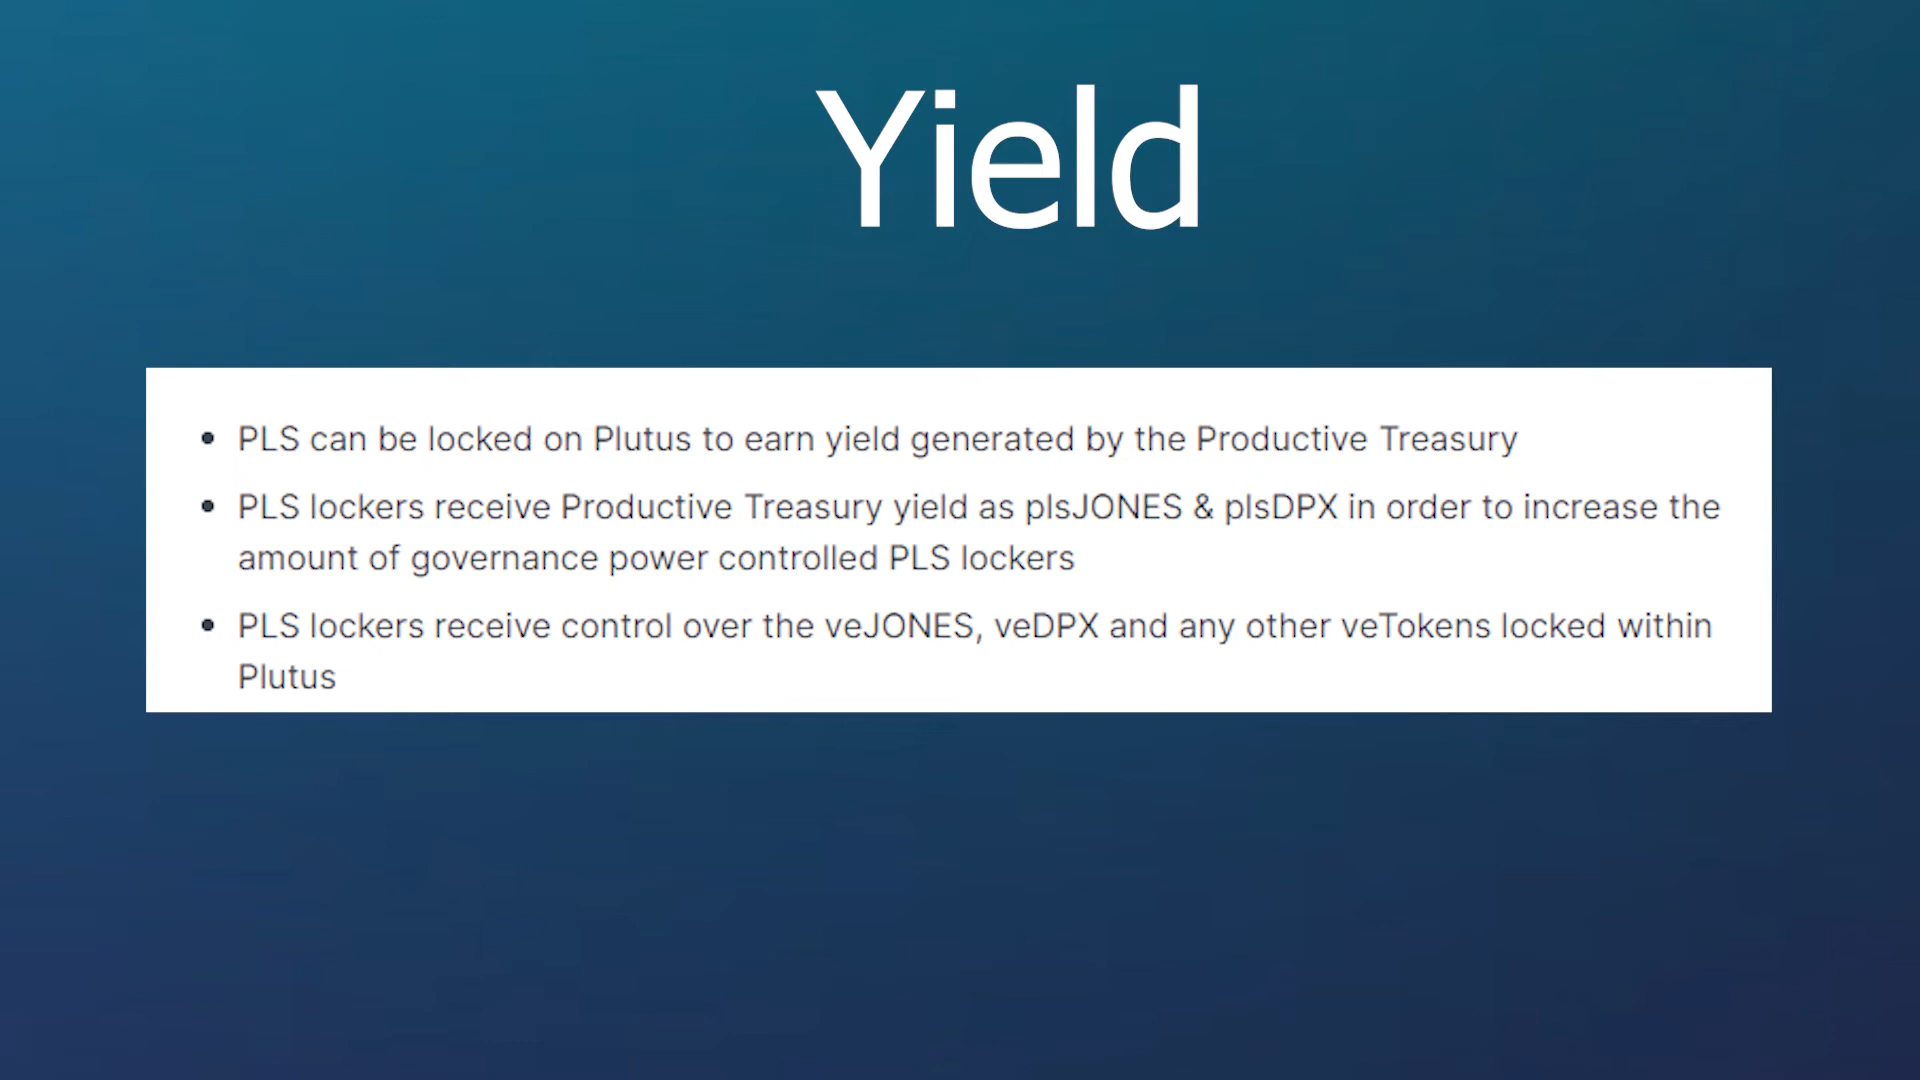 Yield
• PLS can be locked on Plutus to earn yield generated by the Productive Treasury
• PLS lockers receive Productive Treasury yield as plsJONES & plsDPX in order to increase the
amount of governance power controlled PLS lockers
• PLS lockers receive control over the veJONES, veDPX and any other veTokens locked within
Plutus